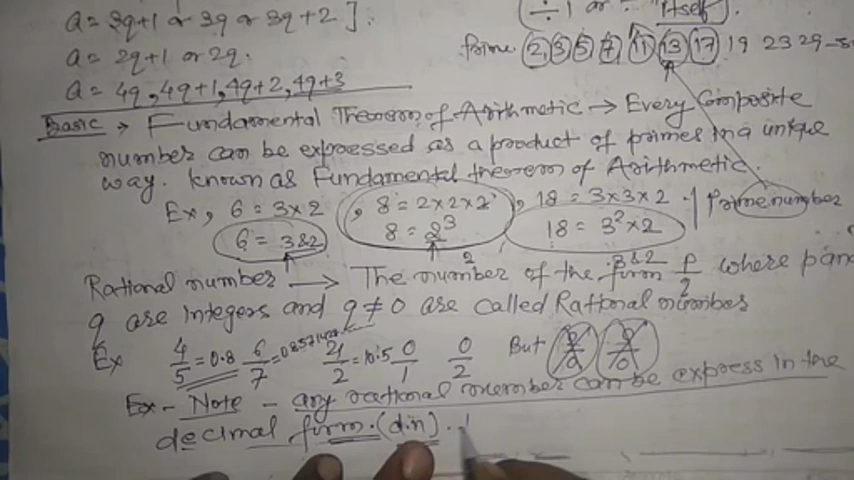 a = 3q+1 or 3q or 3q+2 ].
(÷ 1 or ÷ Itself).
a = 2q+1 or 2q.
Prime 2, 3, 5, 7, 11, 13, 17, 19 23 29
a = 4q, 4q+1, 4q+2, 4q+3
Basic → Fundamental Theorem of Arithmetic → Every Composite
number can be expressed as a product of primes in a unique
way. known as Fundamental theorem of Arithmetic.
Ex, 6 = 3×2, 8 = 2×2×2, 18 = 3×3×2 Prime number
6 = 3&2 8 = 2³ 18 = 3²×2
2 3&2
Rational number → The number of the form P/q where p and
q are integers and q ≠ 0 are called Rational number
Ex 4/5 = 0.8 6/7 = 21/2 = 10.5 0/1 0/2 But
Ex - Note - any rational number can be express in the
decimal form. (d.n).